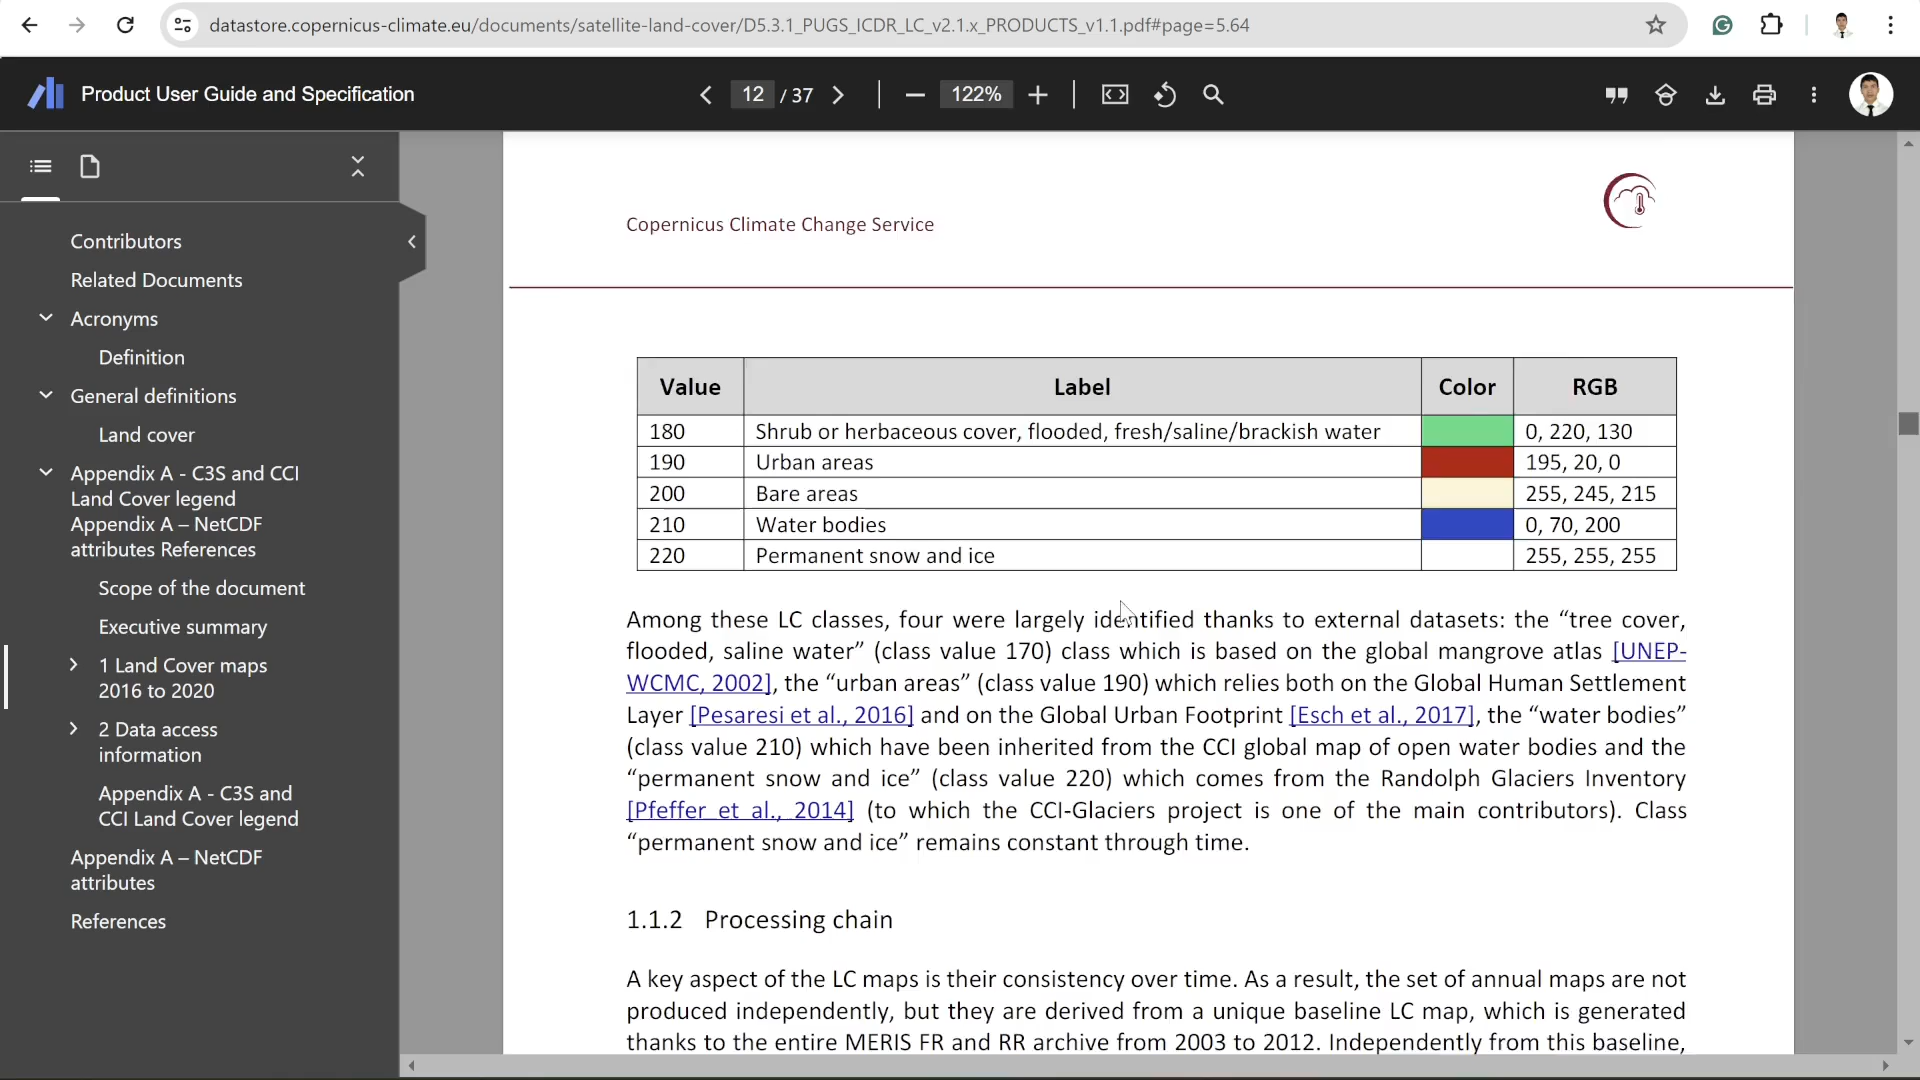 datastore.copernicus-climate.eu/documents/satellite-land-cover/D5.3.1_PUGS_ICDR_LC_v2.1.x_PRODUCTS_v1.1.pdf#page=5.64
Product User Guide and Specification
12 / 37
122%
Contributors
Related Documents
Acronyms
Definition
General definitions
Land cover
Appendix A - C3S and CCI
Land Cover legend
Appendix A – NetCDF
attributes References
Scope of the document
Executive summary
1 Land Cover maps
2016 to 2020
2 Data access
information
Appendix A - C3S and
CCI Land Cover legend
Appendix A – NetCDF
attributes
References
Copernicus Climate Change Service
Value Label Color RGB
180 Shrub or herbaceous cover, flooded, fresh/saline/brackish water 0, 220, 130
190 Urban areas 195, 20, 0
200 Bare areas 255, 245, 215
210 Water bodies 0, 70, 200
220 Permanent snow and ice 255, 255, 255
Among these LC classes, four were largely identified thanks to external datasets: the “tree cover,
flooded, saline water” (class value 170) class which is based on the global mangrove atlas [UNEP-
WCMC, 2002], the “urban areas” (class value 190) which relies both on the Global Human Settlement
Layer [Pesaresi et al., 2016] and on the Global Urban Footprint [Esch et al., 2017], the “water bodies”
(class value 210) which have been inherited from the CCI global map of open water bodies and the
“permanent snow and ice” (class value 220) which comes from the Randolph Glaciers Inventory
[Pfeffer et al., 2014] (to which the CCI-Glaciers project is one of the main contributors). Class
“permanent snow and ice” remains constant through time.
1.1.2 Processing chain
A key aspect of the LC maps is their consistency over time. As a result, the set of annual maps are not
produced independently, but they are derived from a unique baseline LC map, which is generated
thanks to the entire MERIS FR and RR archive from 2003 to 2012. Independently from this baseline,